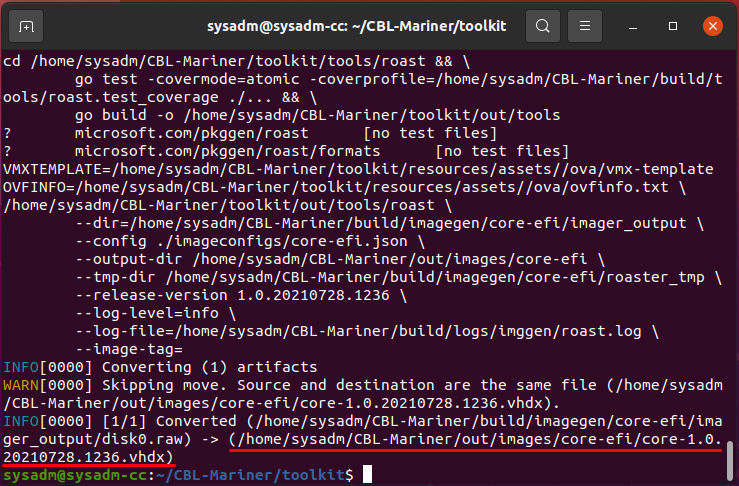 sysadm@sysadm-cc: ~/CBL-Mariner/toolkit
cd /home/sysadm/CBL-Mariner/toolkit/tools/roast && \
        go test -covermode=atomic -coverprofile=/home/sysadm/CBL-Mariner/build/t
ools/roast.test_coverage ./... && \
        go build -o /home/sysadm/CBL-Mariner/toolkit/out/tools
?       microsoft.com/pkggen/roast      [no test files]
?       microsoft.com/pkggen/roast/formats      [no test files]
VMXTEMPLATE=/home/sysadm/CBL-Mariner/toolkit/resources/assets//ova/vmx-template
OVFINFO=/home/sysadm/CBL-Mariner/toolkit/resources/assets//ova/ovfinfo.txt \
/home/sysadm/CBL-Mariner/toolkit/out/tools/roast \
        --dir=/home/sysadm/CBL-Mariner/build/imagegen/core-efi/imager_output \
        --config ./imageconfigs/core-efi.json \
        --output-dir /home/sysadm/CBL-Mariner/out/images/core-efi \
        --tmp-dir /home/sysadm/CBL-Mariner/build/imagegen/core-efi/roaster_tmp \
        --release-version 1.0.20210728.1236 \
        --log-level=info \
        --log-file=/home/sysadm/CBL-Mariner/build/logs/imggen/roast.log \
        --image-tag=
INFO[0000] Converting (1) artifacts
WARN[0000] Skipping move. Source and destination are the same file (/home/sysadm
/CBL-Mariner/out/images/core-efi/core-1.0.20210728.1236.vhdx).
INFO[0000] [1/1] Converted (/home/sysadm/CBL-Mariner/build/imagegen/core-efi/ima
ger_output/disk0.raw) -> (/home/sysadm/CBL-Mariner/out/images/core-efi/core-1.0.
20210728.1236.vhdx)
sysadm@sysadm-cc:~/CBL-Mariner/toolkit$